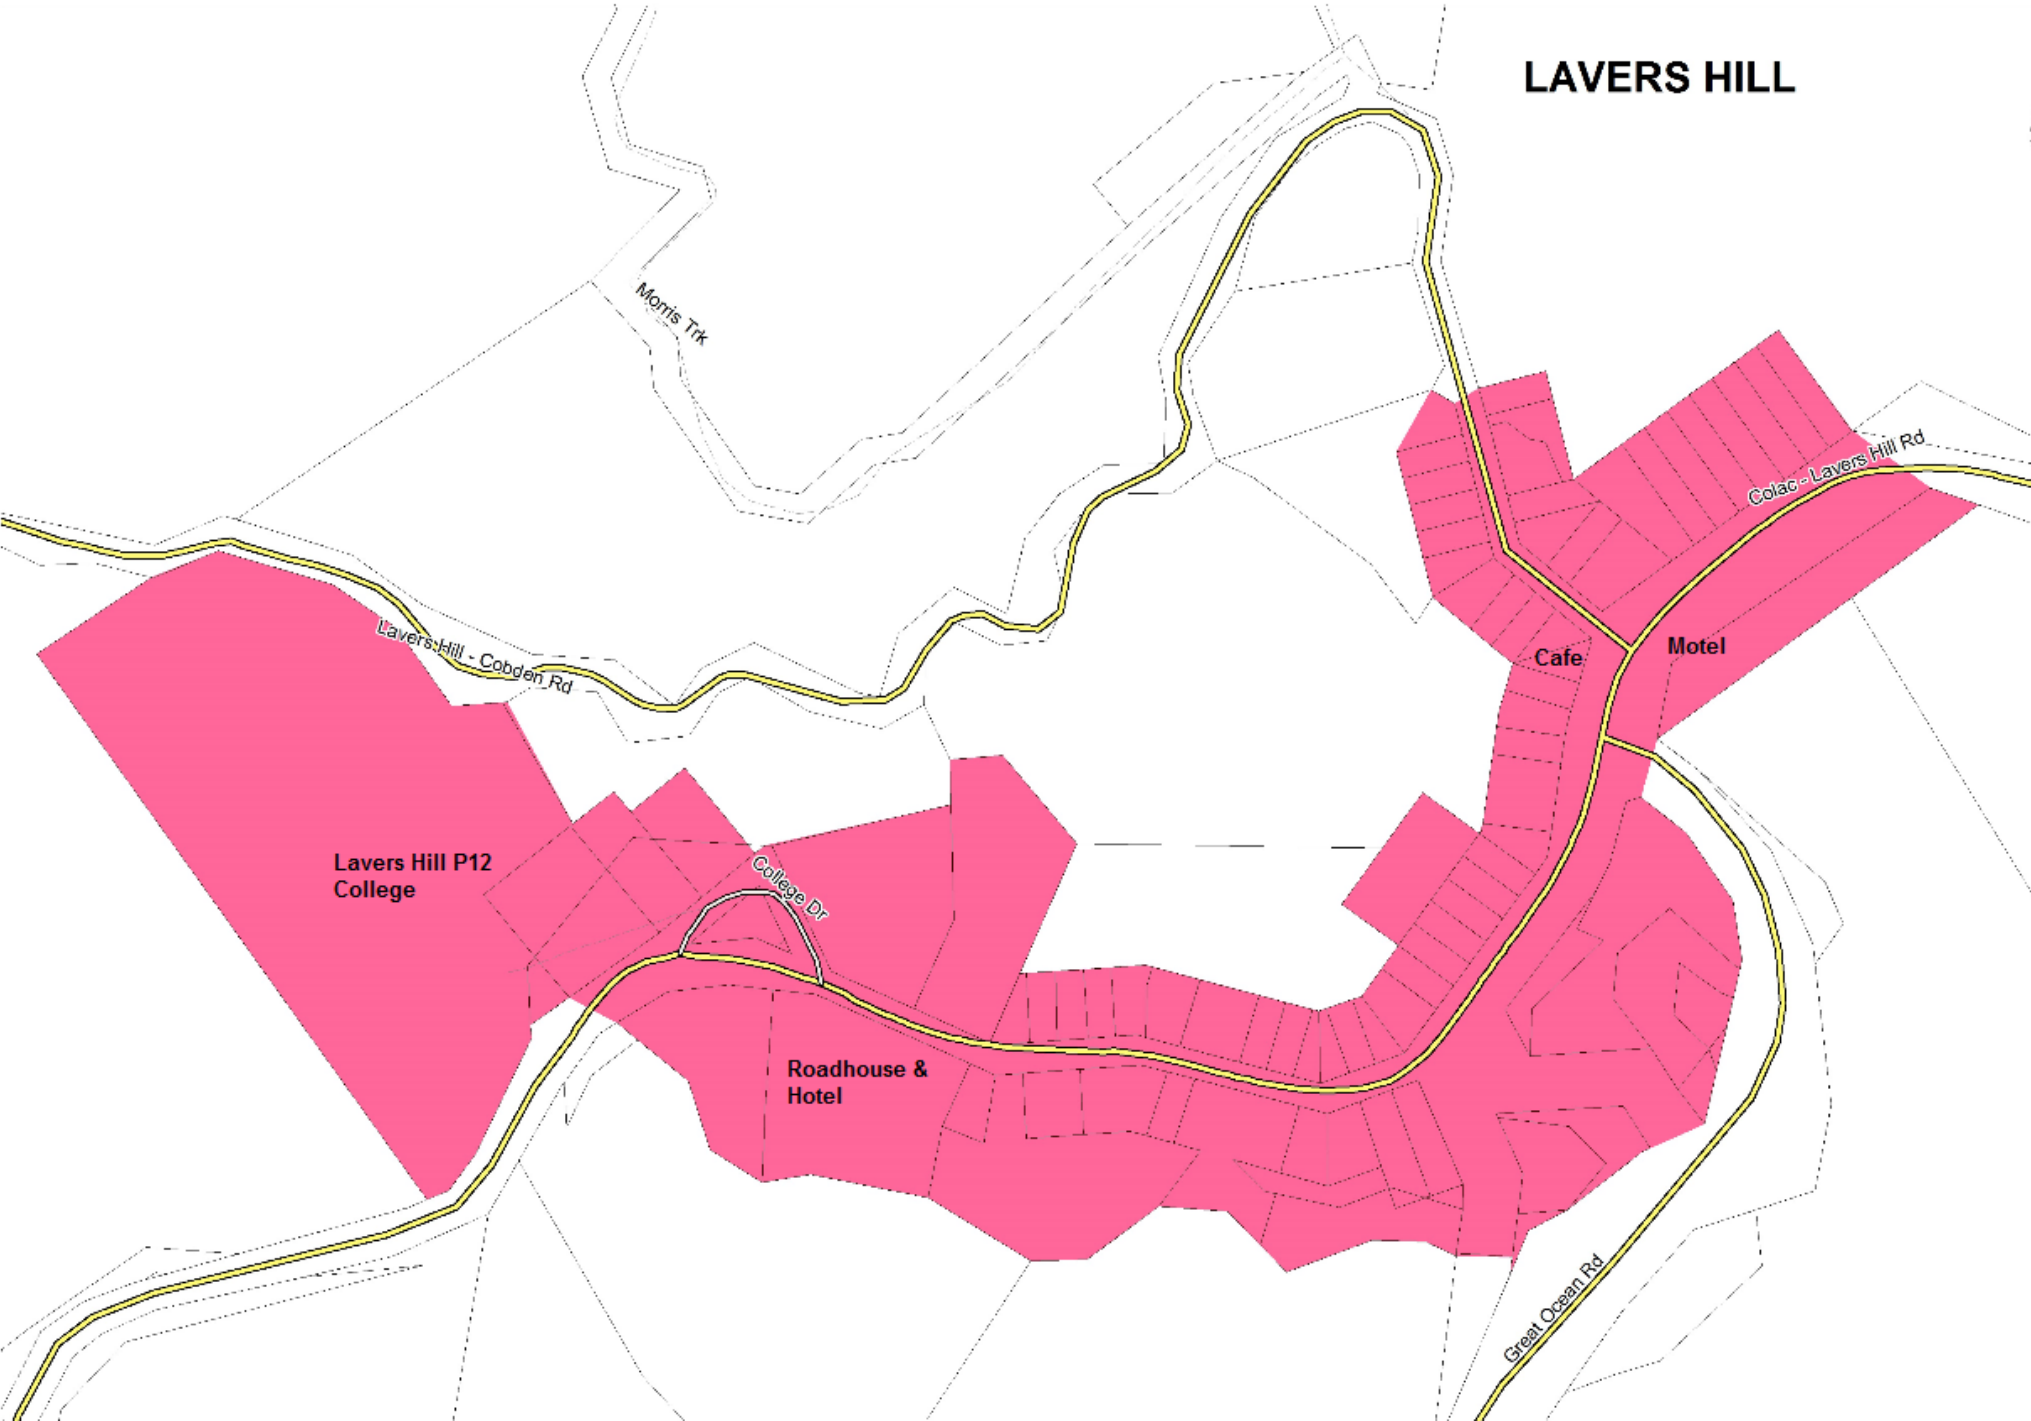 LAVERS HILL
Morris Trk
Colac - Lavers Hill Rd
Lavers Hill - Cobden Rd
Cafe
Motel
Lavers Hill P12
College
College Dr
Roadhouse &
Hotel
Great Ocean Rd